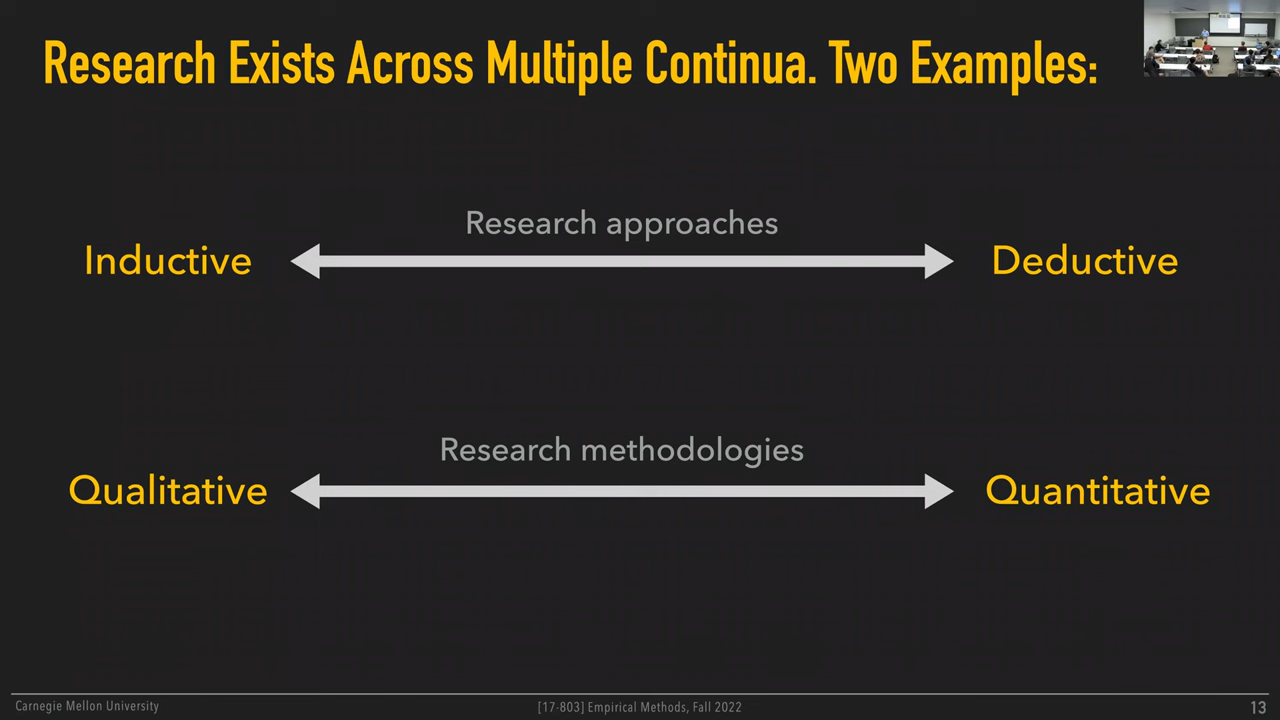 Research Exists Across Multiple Continua. Two Examples:
Research approaches
Inductive
Deductive
Research methodologies
Qualitative
Quantitative
Carnegie Mellon University
[17-803] Empirical Methods, Fall 2022
13